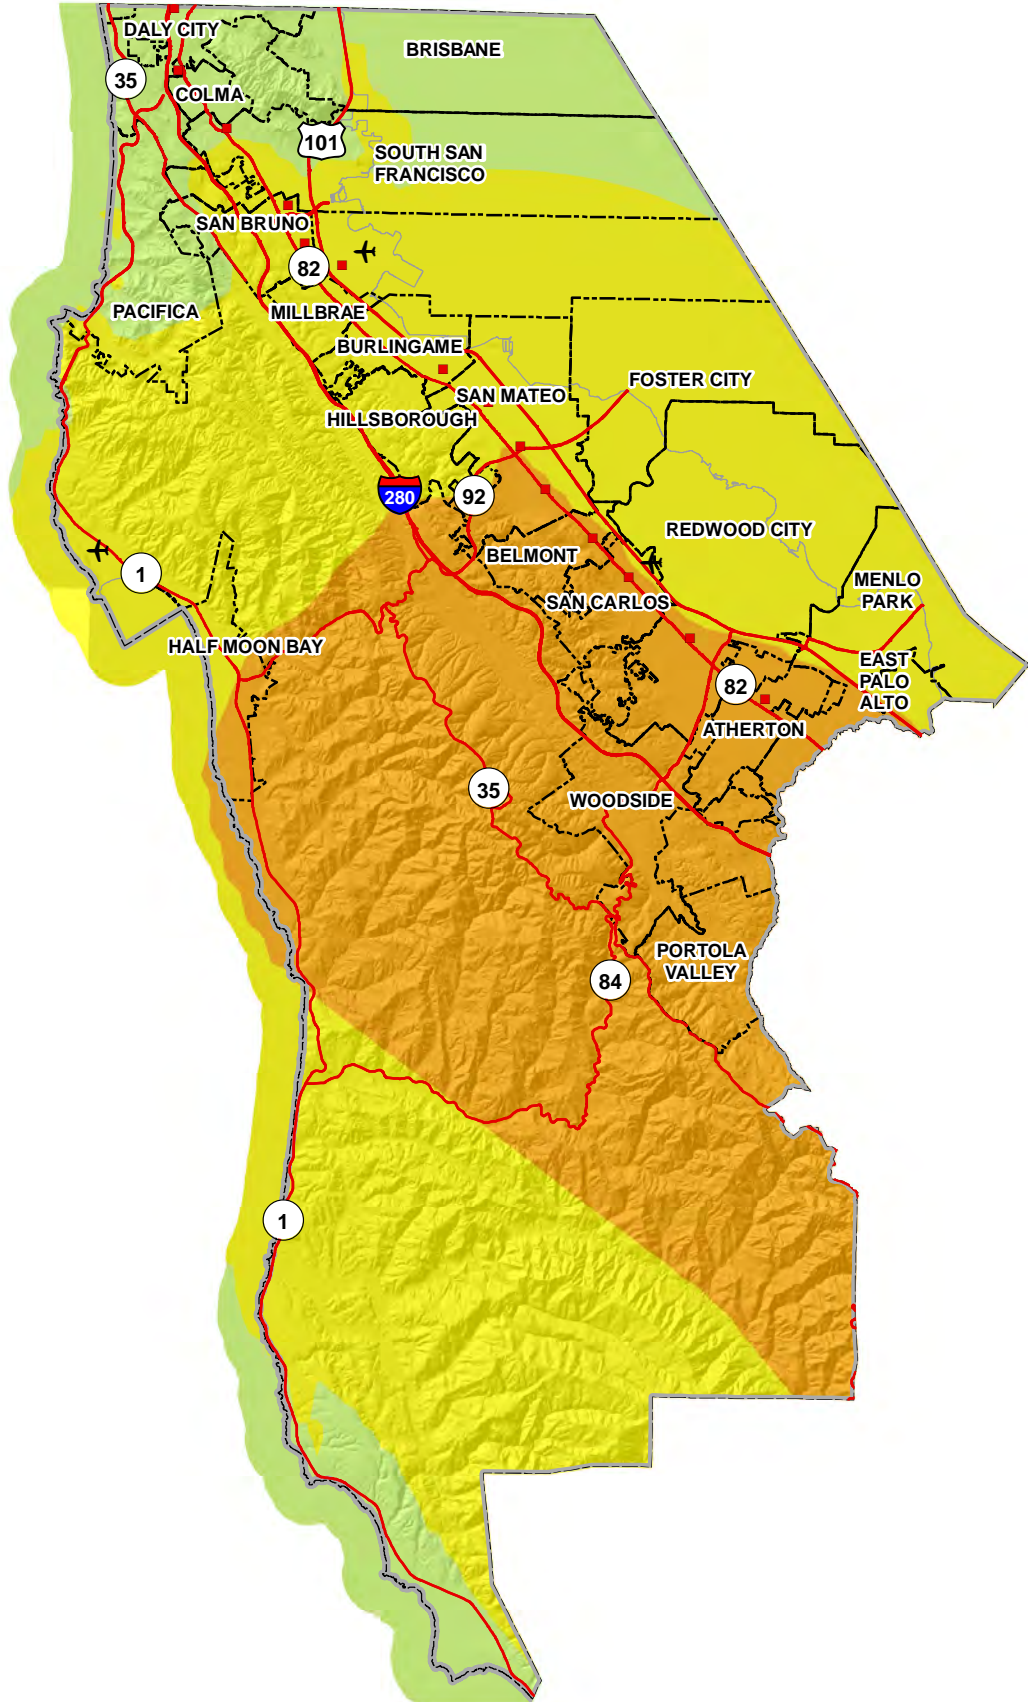 DALY CITY
BRISBANE
35
COLMA
101
SOUTH SAN
FRANCISCO
SAN BRUNO
82
PACIFICA
MILLBRAE
BURLINGAME
FOSTER CITY
SAN MATEO
HILLSBOROUGH
280
92
REDWOOD CITY
BELMONT
1
MENLO
PARK
SAN CARLOS
HALF MOON BAY
EAST
PALO
ALTO
82
ATHERTON
35
WOODSIDE
PORTOLA
VALLEY
84
1